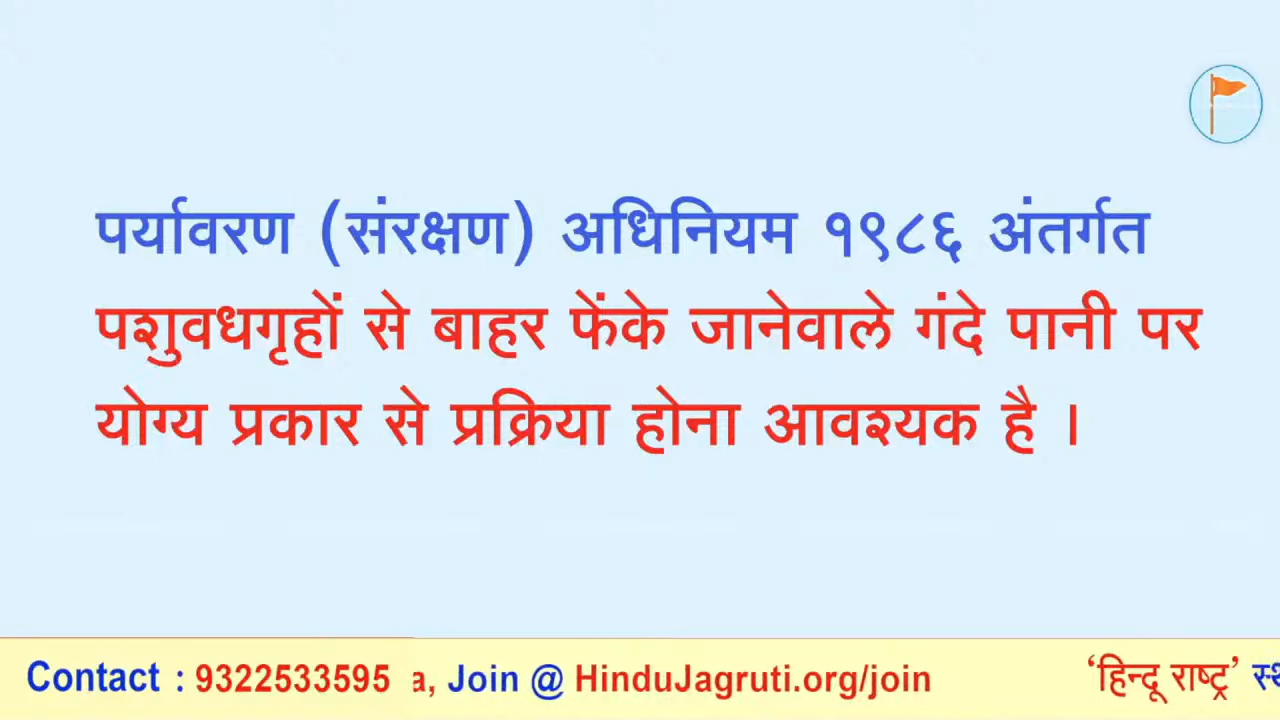 पर्यावरण (संरक्षण) अधिनियम १९८६ अंतर्गत
पशुवधगृहों से बाहर फेंके जानेवाले गंदे पानी पर
योग्य प्रकार से प्रक्रिया होना आवश्यक है ।
Contact : 9322533595 a, Join @ HinduJagruti.org/join ‘हिन्दू राष्ट्र’